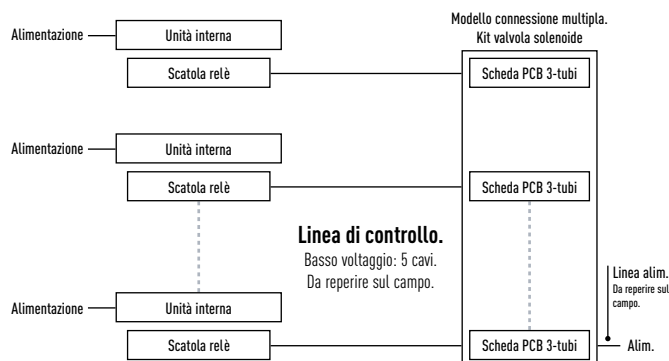 Modello connessione multipla.
Kit valvola solenoide
Alimentazione
Unità interna
Scatola relè
Scheda PCB 3-tubi
Alimentazione
Unità interna
Scatola relè
Scheda PCB 3-tubi
Linea di controllo.
Basso voltaggio: 5 cavi.
Da reperire sul campo.
Linea alim.
Da reperire sul
campo.
Alimentazione
Unità interna
Scatola relè
Scheda PCB 3-tubi
Alim.